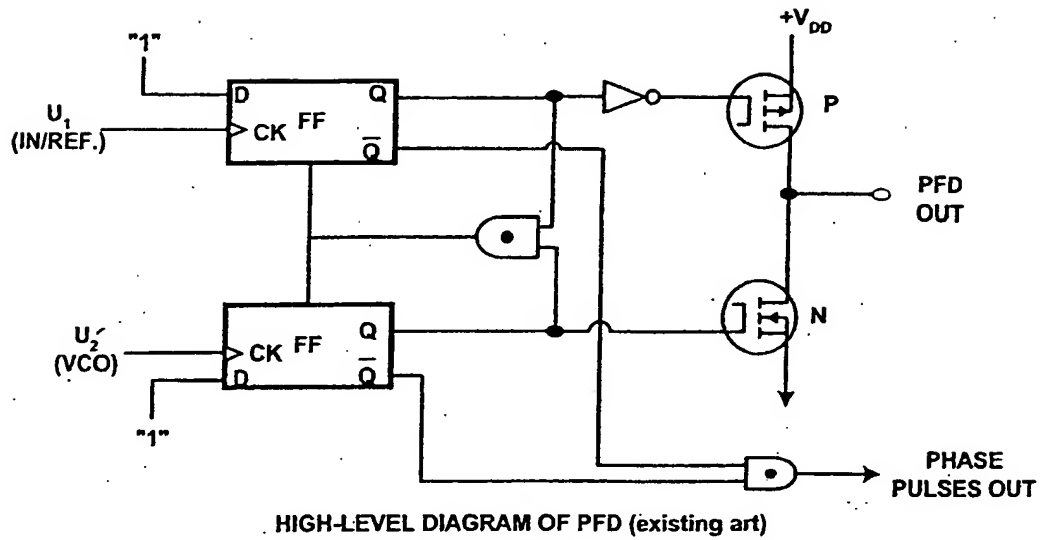 +V_DD
"1"
D
Q
P
U₁
(IN/REF.)
CK
FF
Q̅
PFD
OUT
U₂′
(VCO)
CK
FF
Q
N
D
Q̅
"1"
PHASE
PULSES OUT
HIGH-LEVEL DIAGRAM OF PFD (existing art)